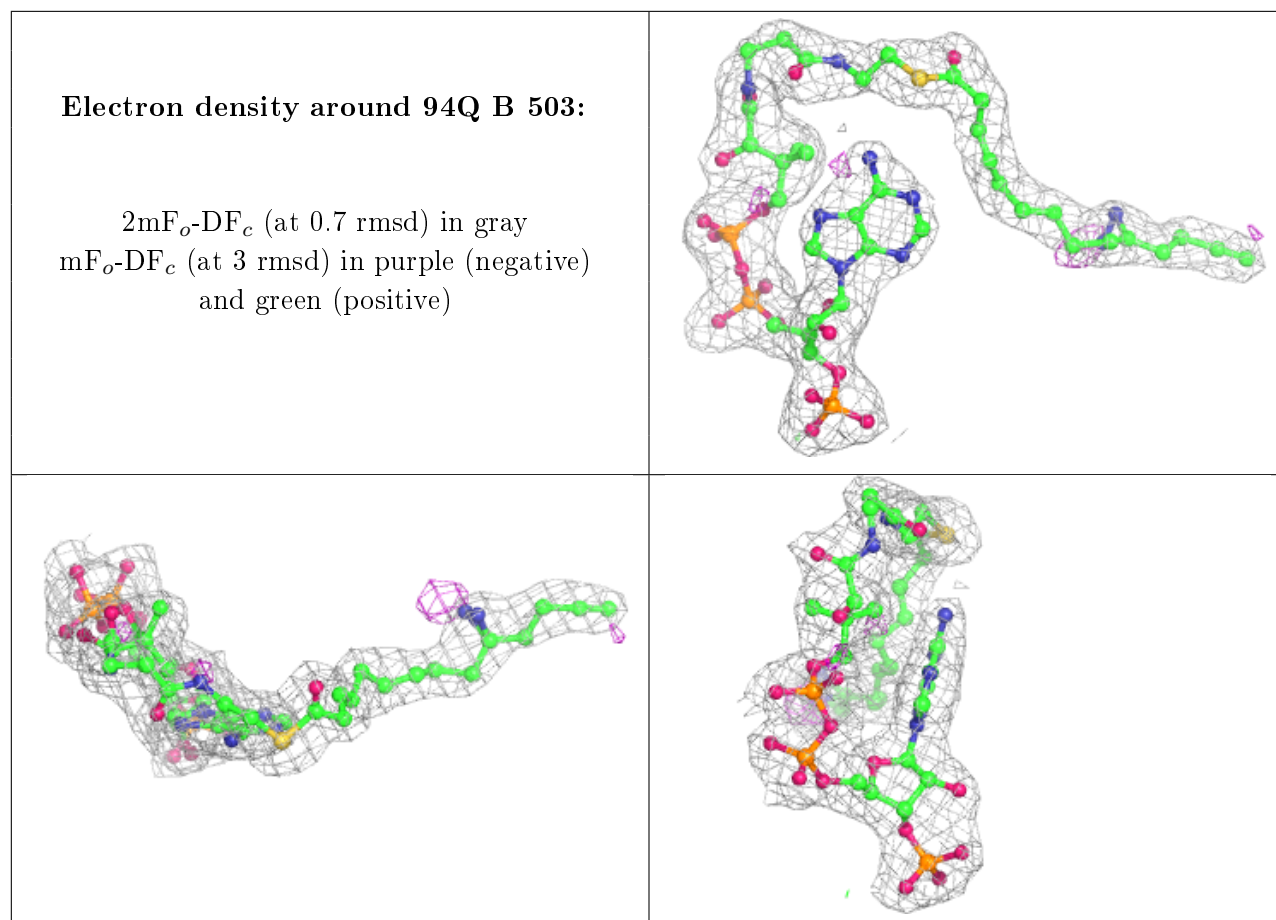 Electron density around 94Q B 503:
2mFo-DFc (at 0.7 rmsd) in gray
mFo-DFc (at 3 rmsd) in purple (negative)
and green (positive)